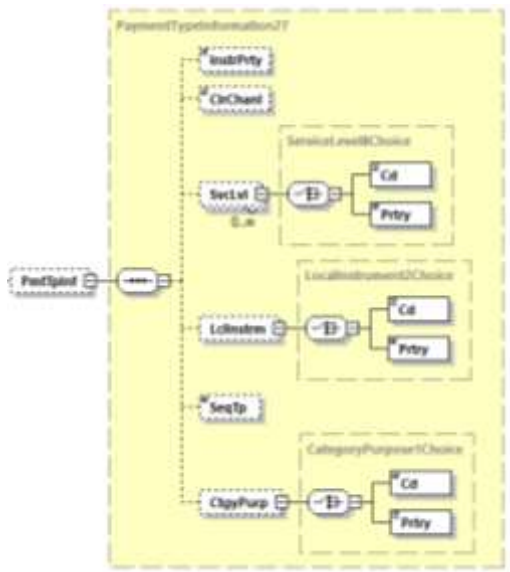 PaymentTypeInformation27
InstrPrty
ClrChanl
ServiceLevel8Choice
SvcLvl
Cd
Prtry
0..∞
PmtTpInf
LocalInstrument2Choice
LclInstrm
Cd
Prtry
SeqTp
CategoryPurpose1Choice
CtgyPurp
Cd
Prtry